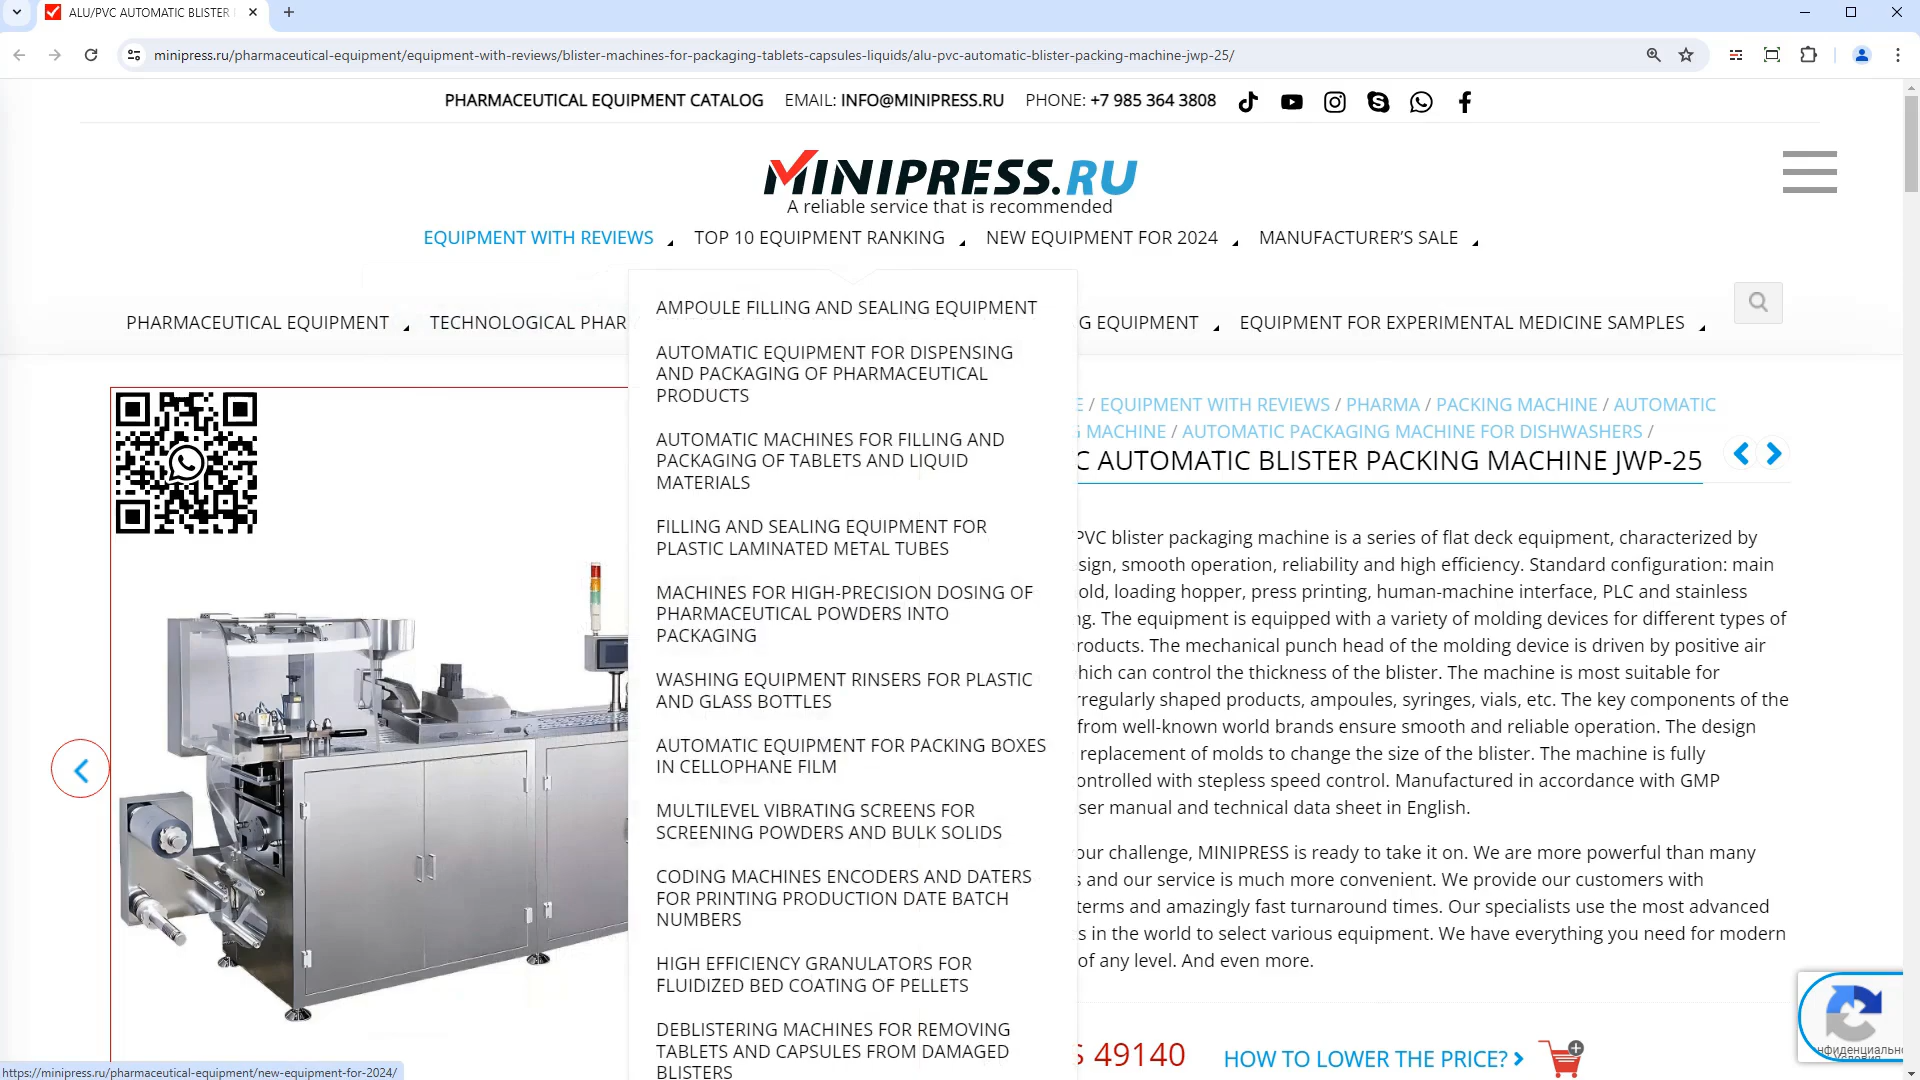 ALU/PVC AUTOMATIC BLISTER
minipress.ru/pharmaceutical-equipment/equipment-with-reviews/blister-machines-for-packaging-tablets-capsules-liquids/alu-pvc-automatic-blister-packing-machine-jwp-25/
PHARMACEUTICAL EQUIPMENT CATALOG EMAIL: INFO@MINIPRESS.RU PHONE: +7 985 364 3808
MINIPRESS.RU
A reliable service that is recommended
EQUIPMENT WITH REVIEWS TOP 10 EQUIPMENT RANKING NEW EQUIPMENT FOR 2024 MANUFACTURER'S SALE
PHARMACEUTICAL EQUIPMENT TECHNOLOGICAL PHAR G EQUIPMENT EQUIPMENT FOR EXPERIMENTAL MEDICINE SAMPLES
AMPOULE FILLING AND SEALING EQUIPMENT
AUTOMATIC EQUIPMENT FOR DISPENSING
AND PACKAGING OF PHARMACEUTICAL
PRODUCTS
AUTOMATIC MACHINES FOR FILLING AND
PACKAGING OF TABLETS AND LIQUID
MATERIALS
FILLING AND SEALING EQUIPMENT FOR
PLASTIC LAMINATED METAL TUBES
MACHINES FOR HIGH-PRECISION DOSING OF
PHARMACEUTICAL POWDERS INTO
PACKAGING
WASHING EQUIPMENT RINSERS FOR PLASTIC
AND GLASS BOTTLES
AUTOMATIC EQUIPMENT FOR PACKING BOXES
IN CELLOPHANE FILM
MULTILEVEL VIBRATING SCREENS FOR
SCREENING POWDERS AND BULK SOLIDS
CODING MACHINES ENCODERS AND DATERS
FOR PRINTING PRODUCTION DATE BATCH
NUMBERS
HIGH EFFICIENCY GRANULATORS FOR
FLUIDIZED BED COATING OF PELLETS
DEBLISTERING MACHINES FOR REMOVING
TABLETS AND CAPSULES FROM DAMAGED
BLISTERS
E / EQUIPMENT WITH REVIEWS / PHARMA / PACKING MACHINE / AUTOMATIC
G MACHINE / AUTOMATIC PACKAGING MACHINE FOR DISHWASHERS /
C AUTOMATIC BLISTER PACKING MACHINE JWP-25
PVC blister packaging machine is a series of flat deck equipment, characterized by
sign, smooth operation, reliability and high efficiency. Standard configuration: main
old, loading hopper, press printing, human-machine interface, PLC and stainless
ng. The equipment is equipped with a variety of molding devices for different types of
roducts. The mechanical punch head of the molding device is driven by positive air
hich can control the thickness of the blister. The machine is most suitable for
rregularly shaped products, ampoules, syringes, vials, etc. The key components of the
from well-known world brands ensure smooth and reliable operation. The design
replacement of molds to change the size of the blister. The machine is fully
ontrolled with stepless speed control. Manufactured in accordance with GMP
ser manual and technical data sheet in English.
our challenge, MINIPRESS is ready to take it on. We are more powerful than many
s and our service is much more convenient. We provide our customers with
terms and amazingly fast turnaround times. Our specialists use the most advanced
s in the world to select various equipment. We have everything you need for modern
of any level. And even more.
$ 49140 HOW TO LOWER THE PRICE?
нфиденциально
Условия
https://minipress.ru/pharmaceutical-equipment/new-equipment-for-2024/